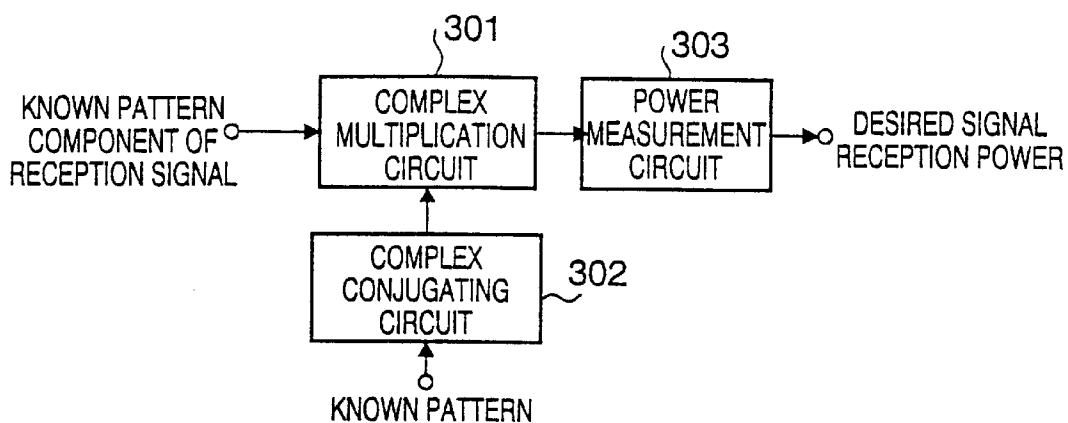 301
303
KNOWN PATTERN
COMPONENT OF
RECEPTION SIGNAL
COMPLEX
MULTIPLICATION
CIRCUIT
POWER
MEASUREMENT
CIRCUIT
DESIRED SIGNAL
RECEPTION POWER
COMPLEX
CONJUGATING
CIRCUIT
302
KNOWN PATTERN